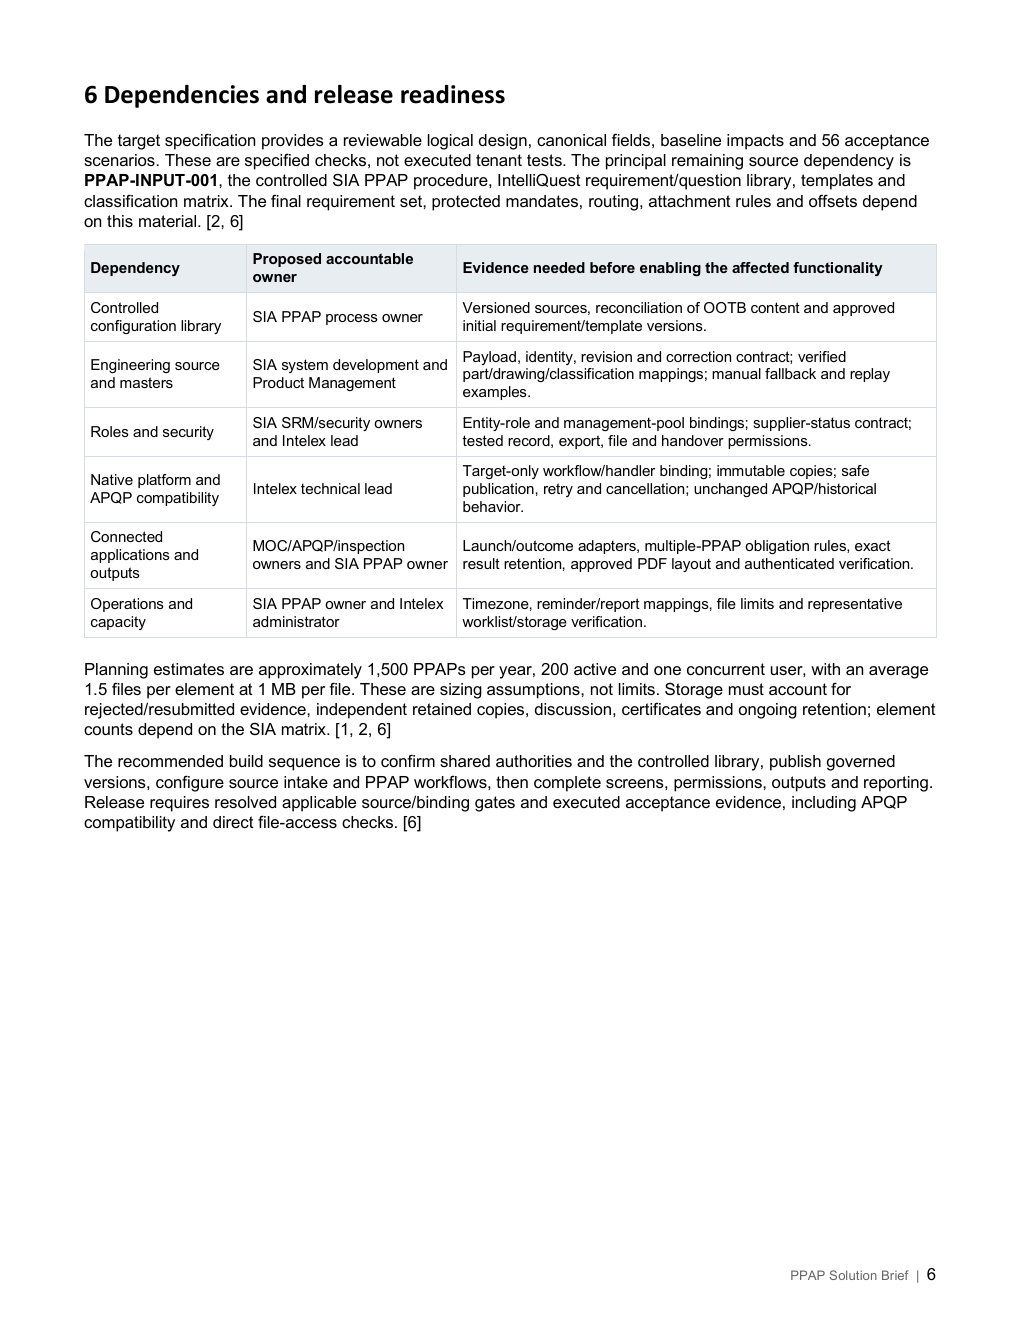 6 Dependencies and release readiness
The target specification provides a reviewable logical design, canonical fields, baseline impacts and 56 acceptance
scenarios. These are specified checks, not executed tenant tests. The principal remaining source dependency is
PPAP-INPUT-001, the controlled SIA PPAP procedure, IntelliQuest requirement/question library, templates and
classification matrix. The final requirement set, protected mandates, routing, attachment rules and offsets depend
on this material. [2, 6]
Dependency
Proposed accountable
owner
Evidence needed before enabling the affected functionality
Controlled
configuration library
SIA PPAP process owner
Versioned sources, reconciliation of OOTB content and approved
initial requirement/template versions.
Engineering source
and masters
SIA system development and
Product Management
Payload, identity, revision and correction contract; verified
part/drawing/classification mappings; manual fallback and replay
examples.
Roles and security
SIA SRM/security owners
and Intelex lead
Entity-role and management-pool bindings; supplier-status contract;
tested record, export, file and handover permissions.
Native platform and
APQP compatibility
Intelex technical lead
Target-only workflow/handler binding; immutable copies; safe
publication, retry and cancellation; unchanged APQP/historical
behavior.
Connected
applications and
outputs
MOC/APQP/inspection
owners and SIA PPAP owner
Launch/outcome adapters, multiple-PPAP obligation rules, exact
result retention, approved PDF layout and authenticated verification.
Operations and
capacity
SIA PPAP owner and Intelex
administrator
Timezone, reminder/report mappings, file limits and representative
worklist/storage verification.
Planning estimates are approximately 1,500 PPAPs per year, 200 active and one concurrent user, with an average
1.5 files per element at 1 MB per file. These are sizing assumptions, not limits. Storage must account for
rejected/resubmitted evidence, independent retained copies, discussion, certificates and ongoing retention; element
counts depend on the SIA matrix. [1, 2, 6]
The recommended build sequence is to confirm shared authorities and the controlled library, publish governed
versions, configure source intake and PPAP workflows, then complete screens, permissions, outputs and reporting.
Release requires resolved applicable source/binding gates and executed acceptance evidence, including APQP
compatibility and direct file-access checks. [6]
PPAP Solution Brief | 6